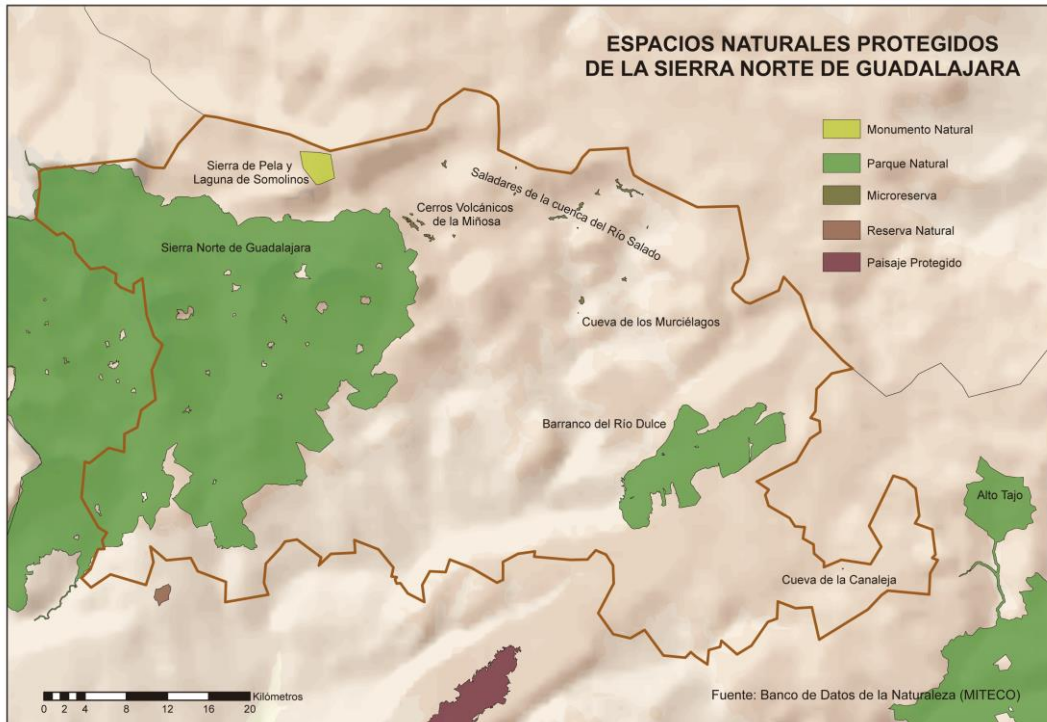 ESPACIOS NATURALES PROTEGIDOS
DE LA SIERRA NORTE DE GUADALAJARA
Monumento Natural
Parque Natural
Microreserva
Reserva Natural
Paisaje Protegido
Sierra de Pela y
Laguna de Somolinos
Saladares de la cuenca del Río Salado
Cerros Volcánicos
de la Miñosa
Sierra Norte de Guadalajara
Cueva de los Murciélagos
Barranco del Río Dulce
Alto Tajo
Cueva de la Canaleja
Kilómetros
0 2 4 8 12 16 20
Fuente: Banco de Datos de la Naturaleza (MITECO)